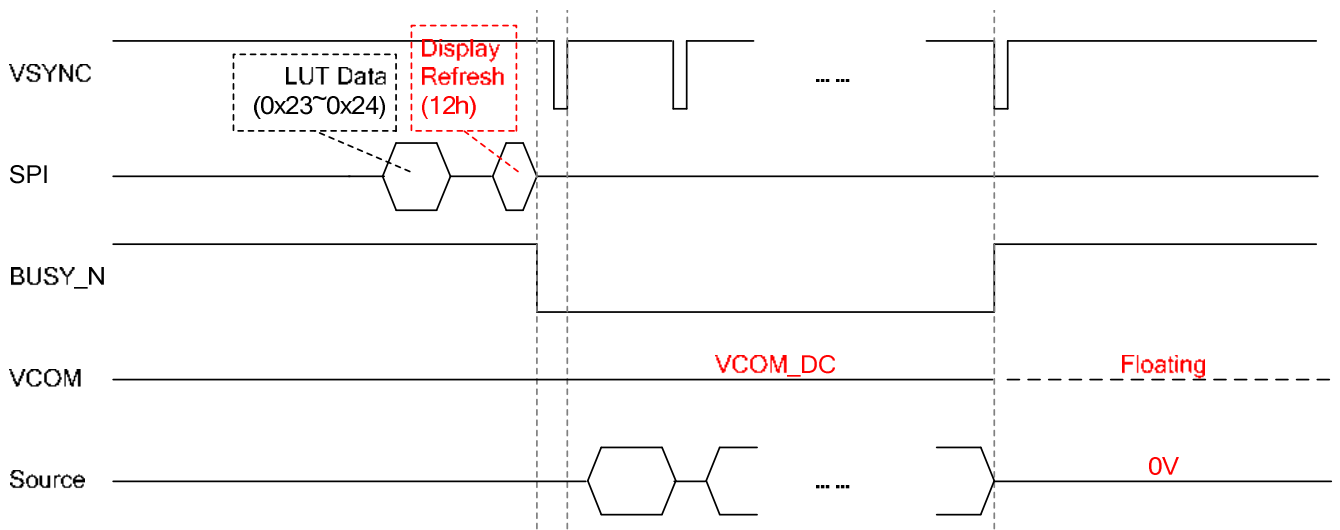 VSYNC
LUT Data
(0x23~0x24)
Display
Refresh
(12h)
... ...
SPI
BUSY_N
VCOM
VCOM_DC
Floating
Source
... ...
0V